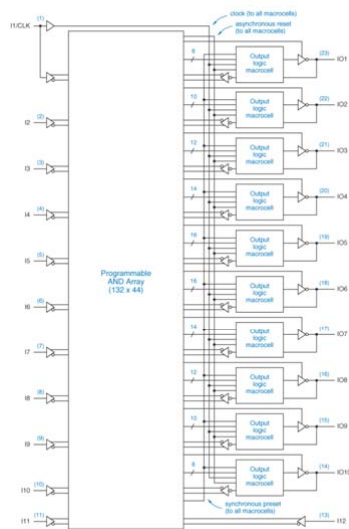 clock (to all macrocells)
asynchronous reset
(to all macrocells)
I1/CLK
(1)
8
Output
logic
macrocell
(23)
IO1
I2
(2)
10
Output
logic
macrocell
(22)
IO2
I3
(3)
12
Output
logic
macrocell
(21)
IO3
I4
(4)
14
Output
logic
macrocell
(20)
IO4
I5
(5)
16
Output
logic
macrocell
(19)
IO5
Programmable
AND Array
(132 x 44)
I6
(6)
16
Output
logic
macrocell
(18)
IO6
I7
(7)
14
Output
logic
macrocell
(17)
IO7
I8
(8)
12
Output
logic
macrocell
(16)
IO8
I9
(9)
10
Output
logic
macrocell
(15)
IO9
I10
(10)
8
Output
logic
macrocell
(14)
IO10
synchronous preset
(to all macrocells)
I11
(11)
(13)
I12